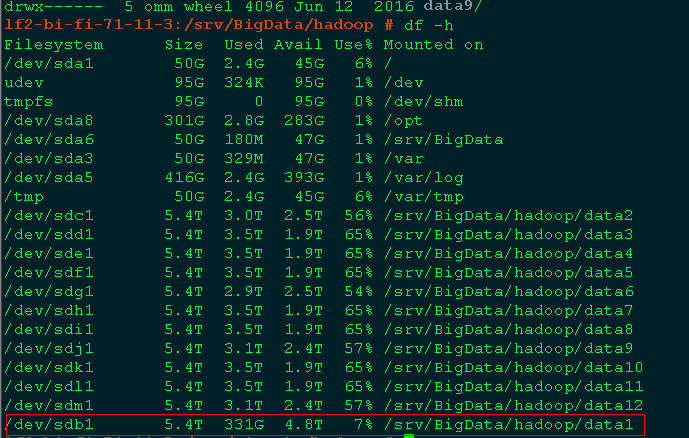 drwx------  5 omm wheel 4096 Jun 12  2016 data9/
lf2-bi-fi-71-11-3:/srv/BigData/hadoop # df -h
Filesystem      Size  Used Avail Use% Mounted on
/dev/sda1        50G  2.4G   45G   6% /
udev             95G  324K   95G   1% /dev
tmpfs            95G     0   95G   0% /dev/shm
/dev/sda8       301G  2.8G  283G   1% /opt
/dev/sda6        50G  180M   47G   1% /srv/BigData
/dev/sda3        50G  329M   47G   1% /var
/dev/sda5       416G  2.4G  393G   1% /var/log
/tmp             50G  2.4G   45G   6% /var/tmp
/dev/sdc1       5.4T  3.0T  2.5T  56% /srv/BigData/hadoop/data2
/dev/sdd1       5.4T  3.5T  1.9T  65% /srv/BigData/hadoop/data3
/dev/sde1       5.4T  3.5T  1.9T  65% /srv/BigData/hadoop/data4
/dev/sdf1       5.4T  3.5T  1.9T  65% /srv/BigData/hadoop/data5
/dev/sdg1       5.4T  2.9T  2.5T  54% /srv/BigData/hadoop/data6
/dev/sdh1       5.4T  3.5T  1.9T  65% /srv/BigData/hadoop/data7
/dev/sdi1       5.4T  3.5T  1.9T  65% /srv/BigData/hadoop/data8
/dev/sdj1       5.4T  3.1T  2.4T  57% /srv/BigData/hadoop/data9
/dev/sdk1       5.4T  3.5T  1.9T  65% /srv/BigData/hadoop/data10
/dev/sdl1       5.4T  3.5T  1.9T  65% /srv/BigData/hadoop/data11
/dev/sdm1       5.4T  3.1T  2.4T  57% /srv/BigData/hadoop/data12
/dev/sdb1       5.4T  331G  4.8T   7% /srv/BigData/hadoop/data1